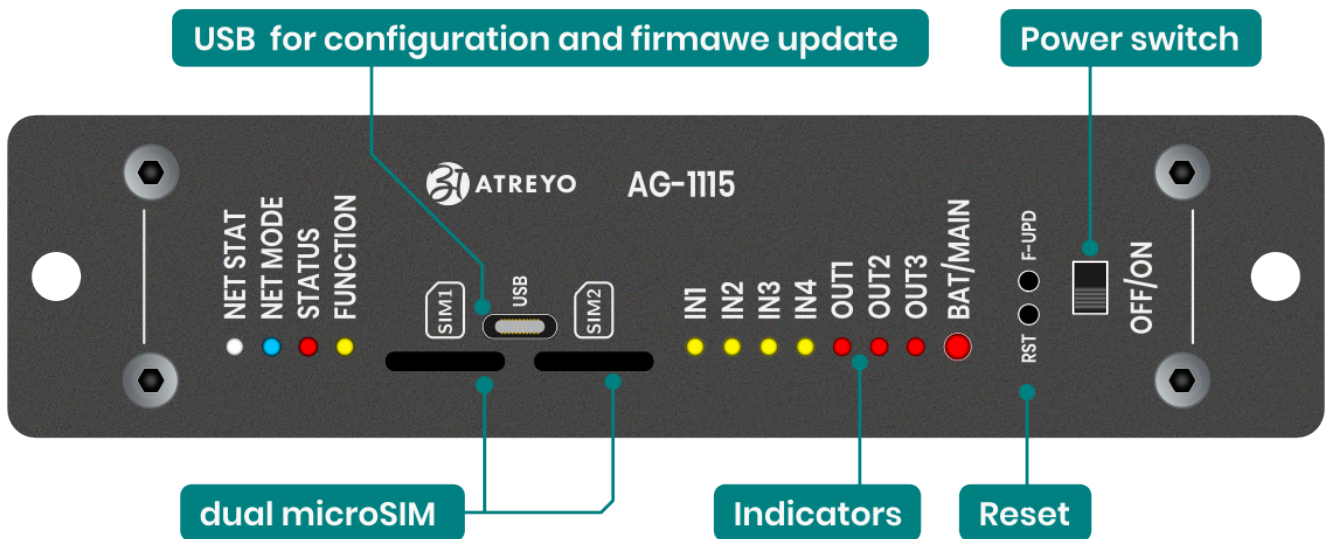 USB for configuration and firmawe update
Power switch
ATREYO
AG-1115
NET STAT
NET MODE
STATUS
FUNCTION
SIM1
USB
SIM2
IN1
IN2
IN3
IN4
OUT1
OUT2
OUT3
BAT/MAIN
RST
F-UPD
OFF/ON
dual microSIM
Indicators
Reset